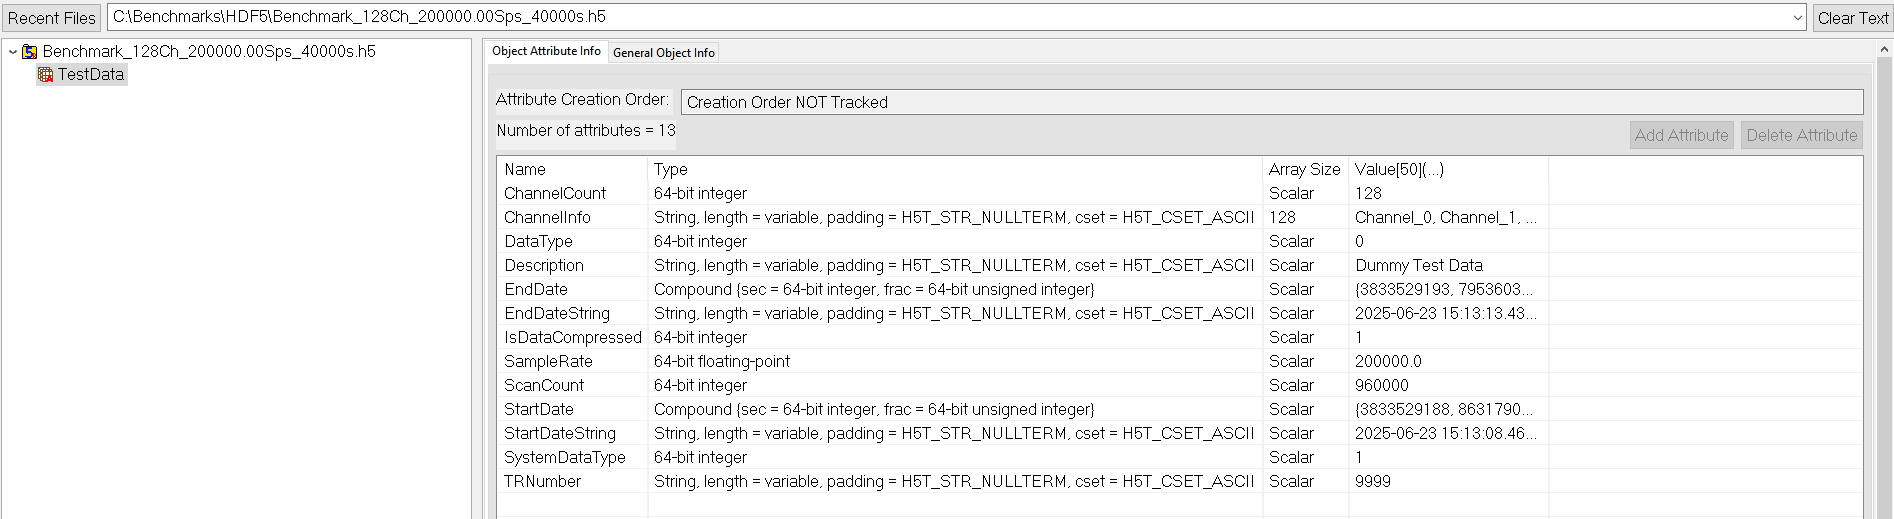 Recent Files C:\Benchmarks\HDF5\Benchmark_128Ch_200000.00Sps_40000s.h5 Clear Text
Benchmark_128Ch_200000.00Sps_40000s.h5
TestData
Object Attribute Info General Object Info
Attribute Creation Order: Creation Order NOT Tracked
Number of attributes = 13 Add Attribute Delete Attribute
Name Type Array Size Value[50](...)
ChannelCount 64-bit integer Scalar 128
ChannelInfo String, length = variable, padding = H5T_STR_NULLTERM, cset = H5T_CSET_ASCII 128 Channel_0, Channel_1, ...
DataType 64-bit integer Scalar 0
Description String, length = variable, padding = H5T_STR_NULLTERM, cset = H5T_CSET_ASCII Scalar Dummy Test Data
EndDate Compound {sec = 64-bit integer, frac = 64-bit unsigned integer} Scalar {3833529193, 7953603...
EndDateString String, length = variable, padding = H5T_STR_NULLTERM, cset = H5T_CSET_ASCII Scalar 2025-06-23 15:13:13.43...
IsDataCompressed 64-bit integer Scalar 1
SampleRate 64-bit floating-point Scalar 200000.0
ScanCount 64-bit integer Scalar 960000
StartDate Compound {sec = 64-bit integer, frac = 64-bit unsigned integer} Scalar {3833529188, 8631790...
StartDateString String, length = variable, padding = H5T_STR_NULLTERM, cset = H5T_CSET_ASCII Scalar 2025-06-23 15:13:08.46...
SystemDataType 64-bit integer Scalar 1
TRNumber String, length = variable, padding = H5T_STR_NULLTERM, cset = H5T_CSET_ASCII Scalar 9999